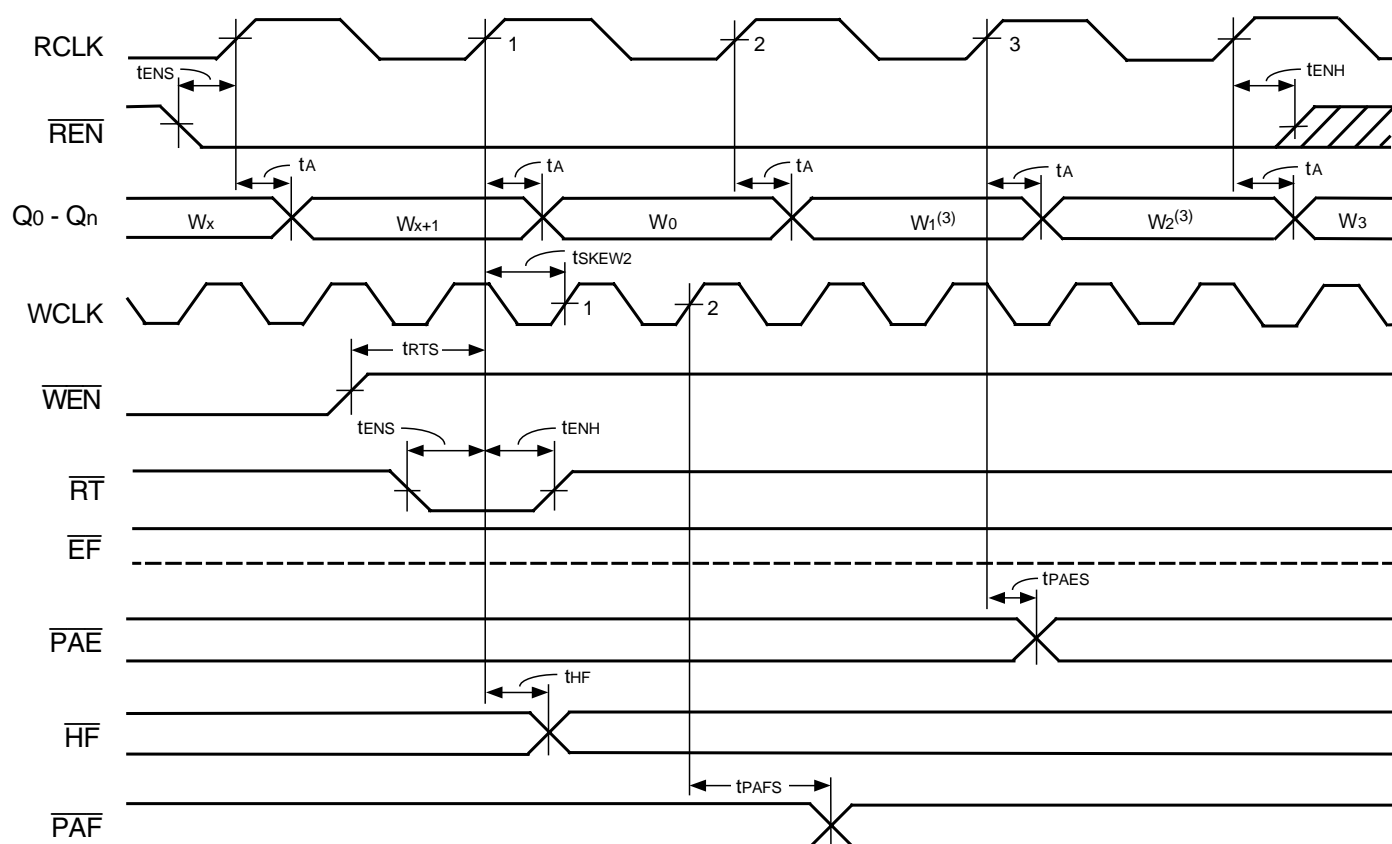 RCLK
1
2
3
tENS
tENH
REN
tA
tA
tA
tA
tA
Q0 - Qn
Wx
Wx+1
W0
W1(3)
W2(3)
W3
tSKEW2
WCLK
1
2
tRTS
WEN
tENS
tENH
RT
EF
tPAES
PAE
tHF
HF
tPAFS
PAF